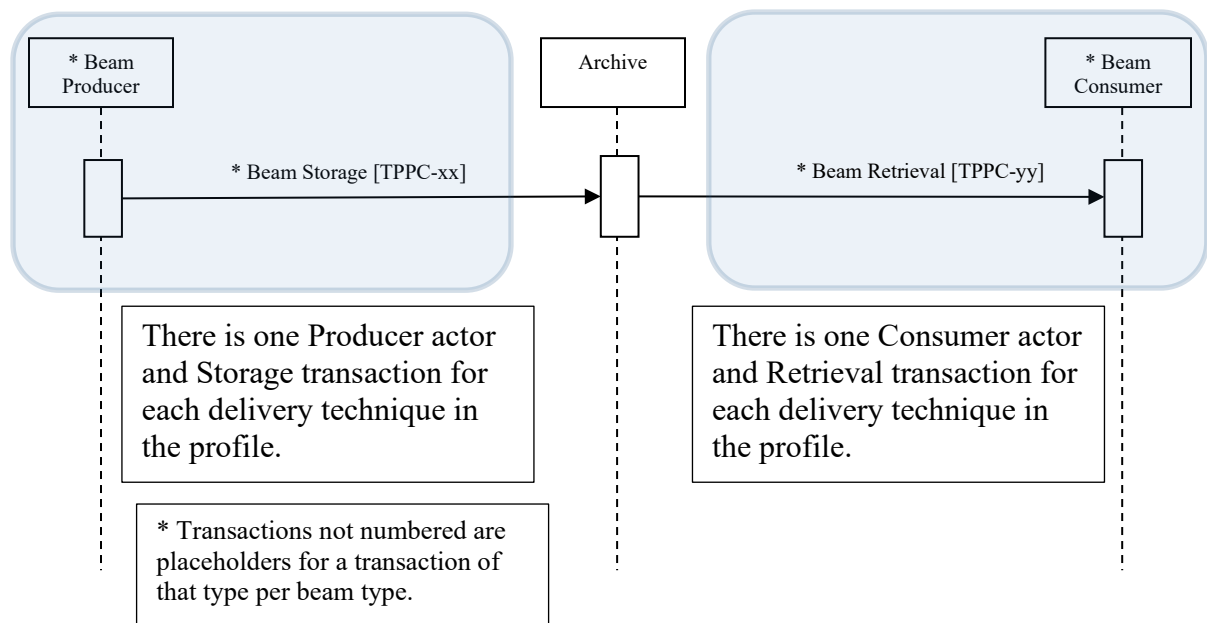 * Beam
Producer
Archive
* Beam
Consumer
* Beam Storage [TPPC-xx]
* Beam Retrieval [TPPC-yy]
There is one Producer actor
and Storage transaction for
each delivery technique in
the profile.
There is one Consumer actor
and Retrieval transaction for
each delivery technique in
the profile.
* Transactions not numbered are
placeholders for a transaction of
that type per beam type.